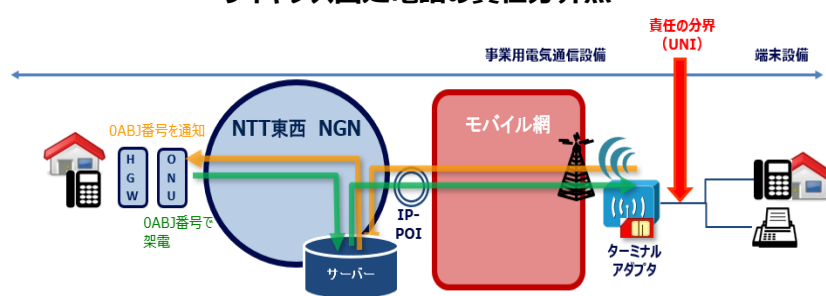 責任の分界
（UNI）
事業用電気通信設備
端末設備
0ABJ番号を通知
NTT東西 NGN
モバイル網
HGW
ONU
0ABJ番号で
架電
IP-
POI
サーバー
ターミナル
アダプタ